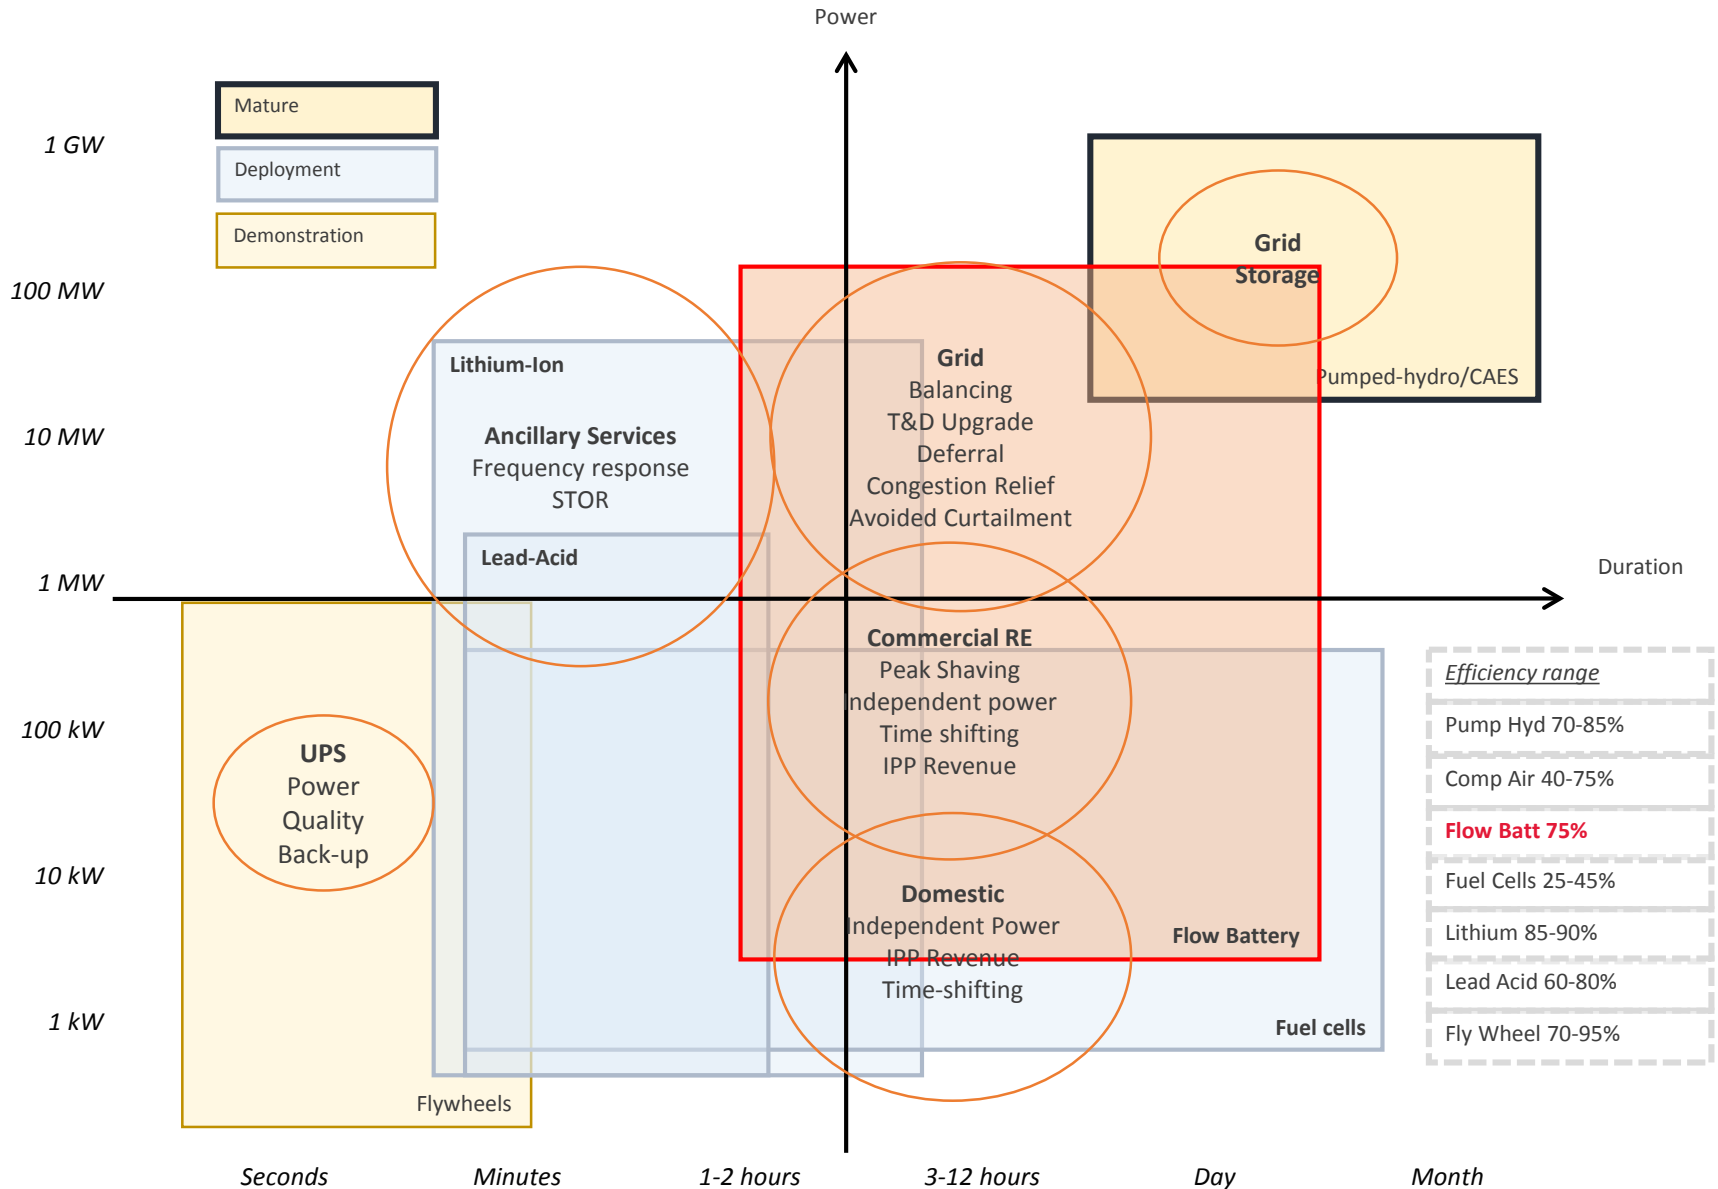 Power
Mature
Deployment
Demonstration
1 GW
100 MW
10 MW
1 MW
100 kW
10 kW
1 kW
Grid
Storage
Pumped-hydro/CAES
Lithium-Ion
Ancillary Services
Frequency response
STOR
Lead-Acid
Grid
Balancing
T&D Upgrade
Deferral
Congestion Relief
Avoided Curtailment
Duration
Commercial RE
Peak Shaving
Independent power
Time shifting
IPP Revenue
UPS
Power
Quality
Back-up
Domestic
Independent Power
IPP Revenue
Time-shifting
Flow Battery
Fuel cells
Flywheels
Efficiency range
Pump Hyd 70-85%
Comp Air 40-75%
Flow Batt 75%
Fuel Cells 25-45%
Lithium 85-90%
Lead Acid 60-80%
Fly Wheel 70-95%
Seconds
Minutes
1-2 hours
3-12 hours
Day
Month